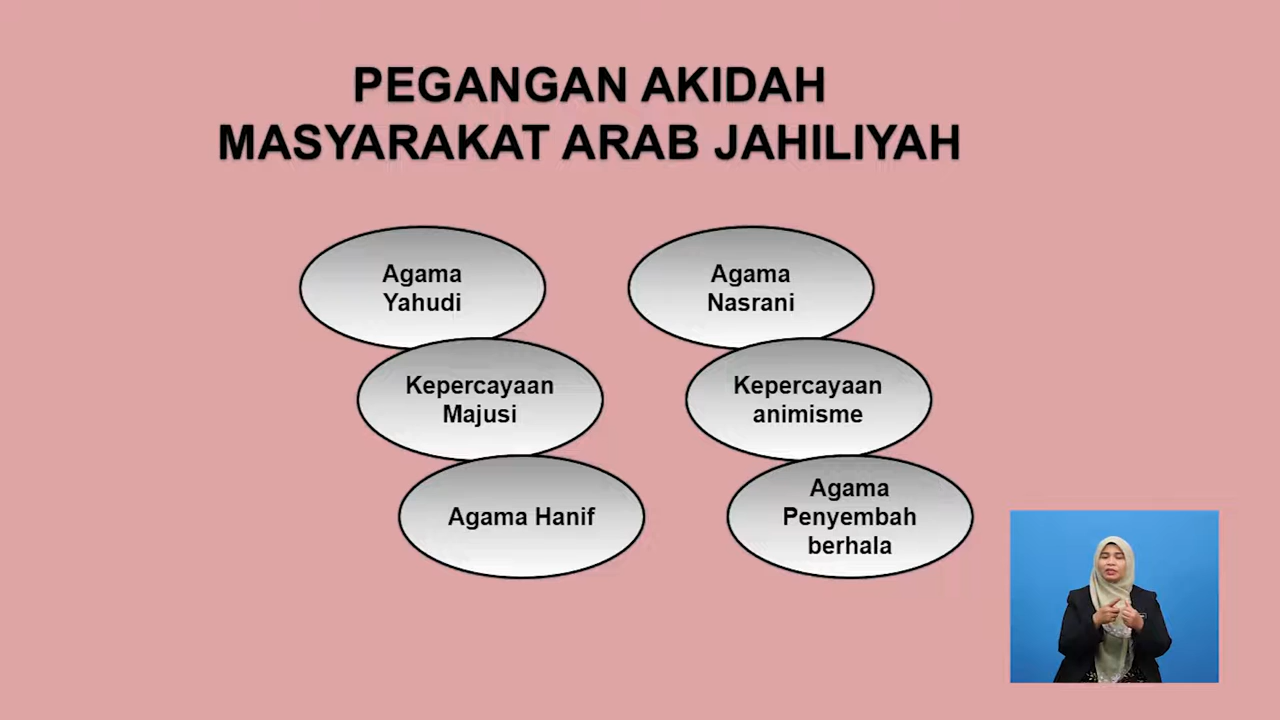 PEGANGAN AKIDAH
MASYARAKAT ARAB JAHILIYAH
Agama
Yahudi
Agama
Nasrani
Kepercayaan
Majusi
Kepercayaan
animisme
Agama Hanif
Agama
Penyembah
berhala